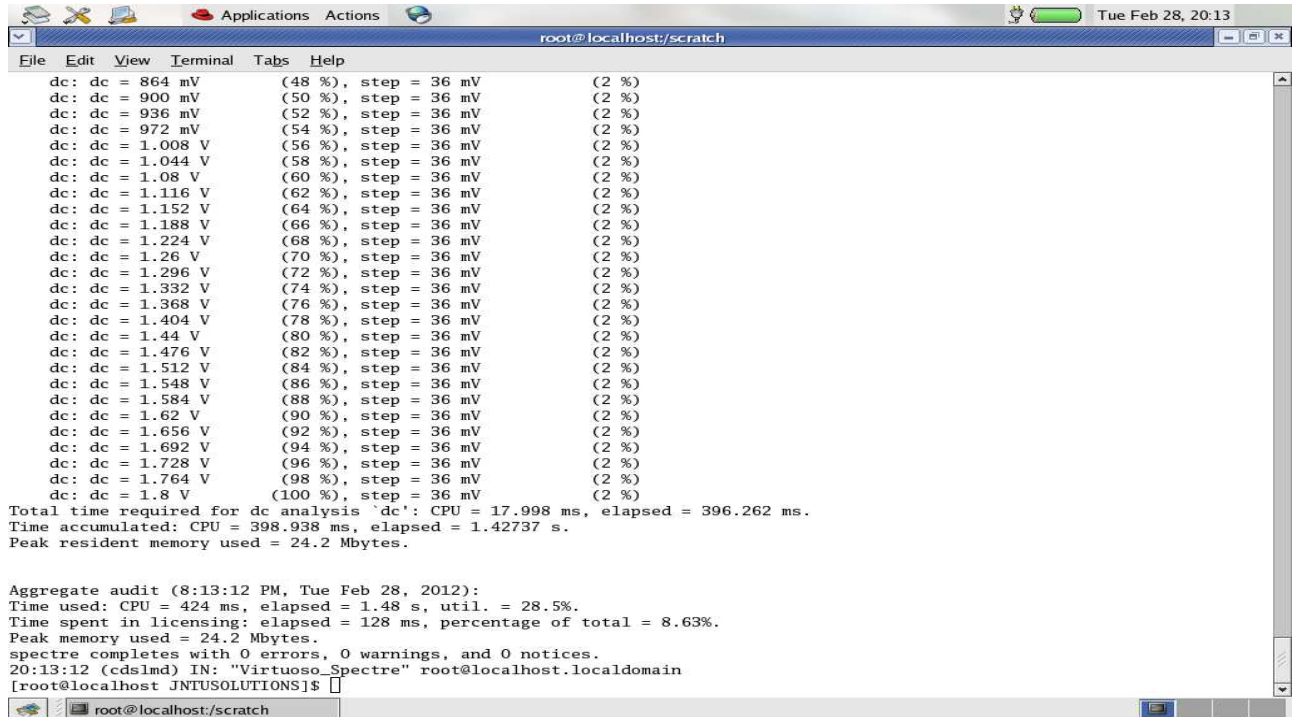 Applications Actions Tue Feb 28, 20:13
root@localhost:/scratch
File Edit View Terminal Tabs Help
dc: dc = 864 mV (48 %), step = 36 mV (2 %)
dc: dc = 900 mV (50 %), step = 36 mV (2 %)
dc: dc = 936 mV (52 %), step = 36 mV (2 %)
dc: dc = 972 mV (54 %), step = 36 mV (2 %)
dc: dc = 1.008 V (56 %), step = 36 mV (2 %)
dc: dc = 1.044 V (58 %), step = 36 mV (2 %)
dc: dc = 1.08 V (60 %), step = 36 mV (2 %)
dc: dc = 1.116 V (62 %), step = 36 mV (2 %)
dc: dc = 1.152 V (64 %), step = 36 mV (2 %)
dc: dc = 1.188 V (66 %), step = 36 mV (2 %)
dc: dc = 1.224 V (68 %), step = 36 mV (2 %)
dc: dc = 1.26 V (70 %), step = 36 mV (2 %)
dc: dc = 1.296 V (72 %), step = 36 mV (2 %)
dc: dc = 1.332 V (74 %), step = 36 mV (2 %)
dc: dc = 1.368 V (76 %), step = 36 mV (2 %)
dc: dc = 1.404 V (78 %), step = 36 mV (2 %)
dc: dc = 1.44 V (80 %), step = 36 mV (2 %)
dc: dc = 1.476 V (82 %), step = 36 mV (2 %)
dc: dc = 1.512 V (84 %), step = 36 mV (2 %)
dc: dc = 1.548 V (86 %), step = 36 mV (2 %)
dc: dc = 1.584 V (88 %), step = 36 mV (2 %)
dc: dc = 1.62 V (90 %), step = 36 mV (2 %)
dc: dc = 1.656 V (92 %), step = 36 mV (2 %)
dc: dc = 1.692 V (94 %), step = 36 mV (2 %)
dc: dc = 1.728 V (96 %), step = 36 mV (2 %)
dc: dc = 1.764 V (98 %), step = 36 mV (2 %)
dc: dc = 1.8 V (100 %), step = 36 mV (2 %)
Total time required for dc analysis `dc': CPU = 17.998 ms, elapsed = 396.262 ms.
Time accumulated: CPU = 398.938 ms, elapsed = 1.42737 s.
Peak resident memory used = 24.2 Mbytes.
Aggregate audit (8:13:12 PM, Tue Feb 28, 2012):
Time used: CPU = 424 ms, elapsed = 1.48 s, util. = 28.5%.
Time spent in licensing: elapsed = 128 ms, percentage of total = 8.63%.
Peak memory used = 24.2 Mbytes.
spectre completes with 0 errors, 0 warnings, and 0 notices.
20:13:12 (cdslmd) IN: "Virtuoso_Spectre" root@localhost.localdomain
[root@localhost JNTUSOLUTIONS]$
root@localhost:/scratch